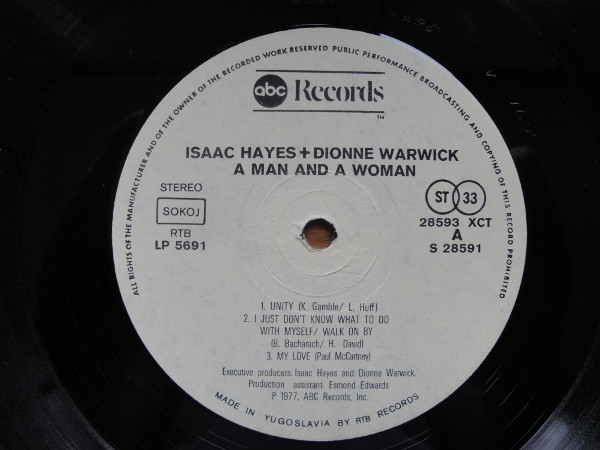 ALL RIGHTS OF THE MANUFACTURER AND OF THE OWNER OF THE RECORDED WORK RESERVED PUBLIC PERFORMANCE BROADCASTING AND COPYING OF THIS RECORD PROHIBITED
abc Records
TM
ISAAC HAYES+DIONNE WARWICK
A MAN AND A WOMAN
STEREO
SOKOJ
RTB
LP 5691
ST 33
28593 XCT
A
S 28591
1. UNITY (K. Gamble/ L. Huff)
2. I JUST DON'T KNOW WHAT TO DO
WITH MYSELF/ WALK ON BY
(B. Bacharach/ H. David)
3. MY LOVE (Paul McCartney)
Executive producers: Isaac Hayes and Dionne Warwick.
Production assistant: Esmond Edwards
P 1977, ABC Records, Inc.
MADE IN YUGOSLAVIA BY RTB RECORDS